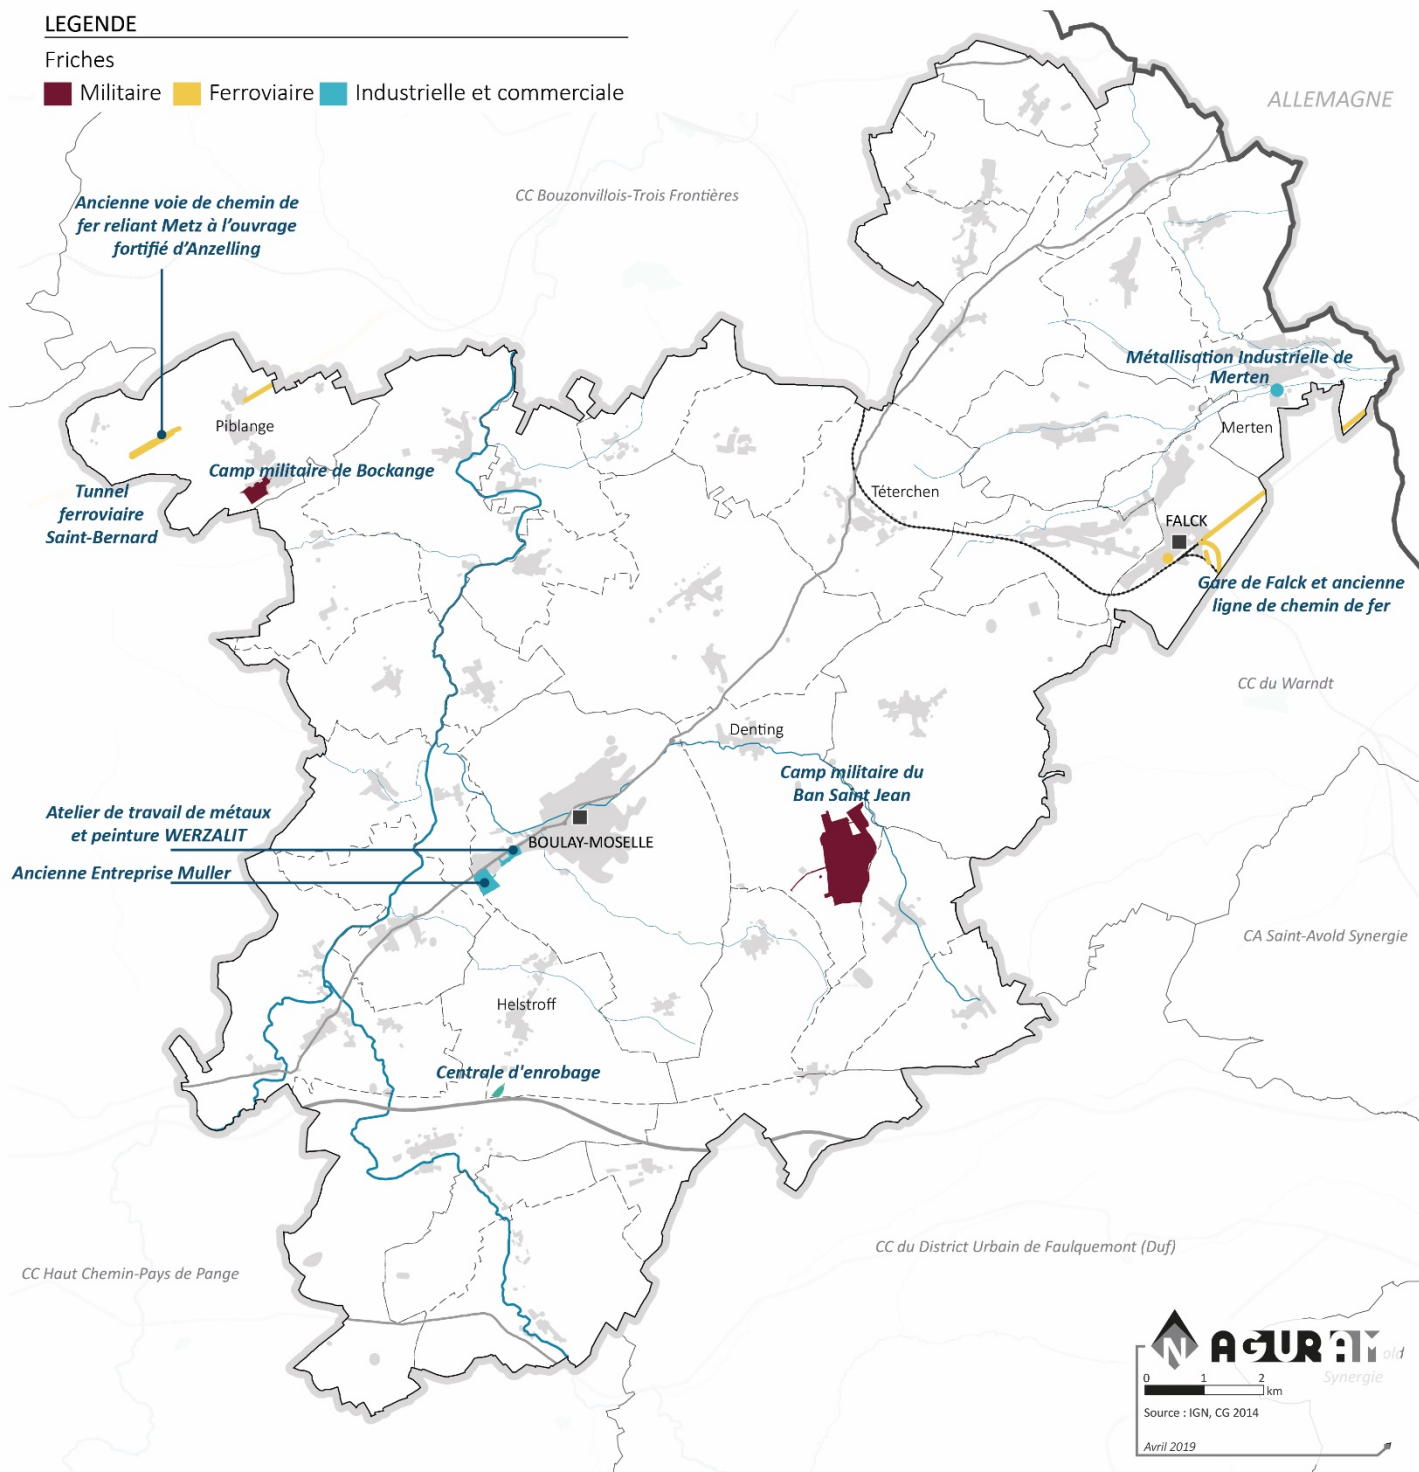 LEGENDE
Friches
Militaire Ferroviaire Industrielle et commerciale
ALLEMAGNE
CC Bouzonvillois-Trois Frontières
Ancienne voie de chemin de
fer reliant Metz à l'ouvrage
fortifié d'Anzelling
Métallisation Industrielle de
Merten
Merten
Piblange
Camp militaire de Bockange
Tunnel
ferroviaire
Saint-Bernard
Téterchen
FALCK
Gare de Falck et ancienne
ligne de chemin de fer
CC du Warndt
Denting
Camp militaire du
Ban Saint Jean
Atelier de travail de métaux
et peinture WERZALIT
BOULAY-MOSELLE
Ancienne Entreprise Muller
CA Saint-Avold Synergie
Helstroff
Centrale d'enrobage
CC du District Urbain de Faulquemont (Duf)
CC Haut Chemin-Pays de Pange
N AGURAM
old
Synergie
0 1 2
km
Source : IGN, CG 2014
Avril 2019